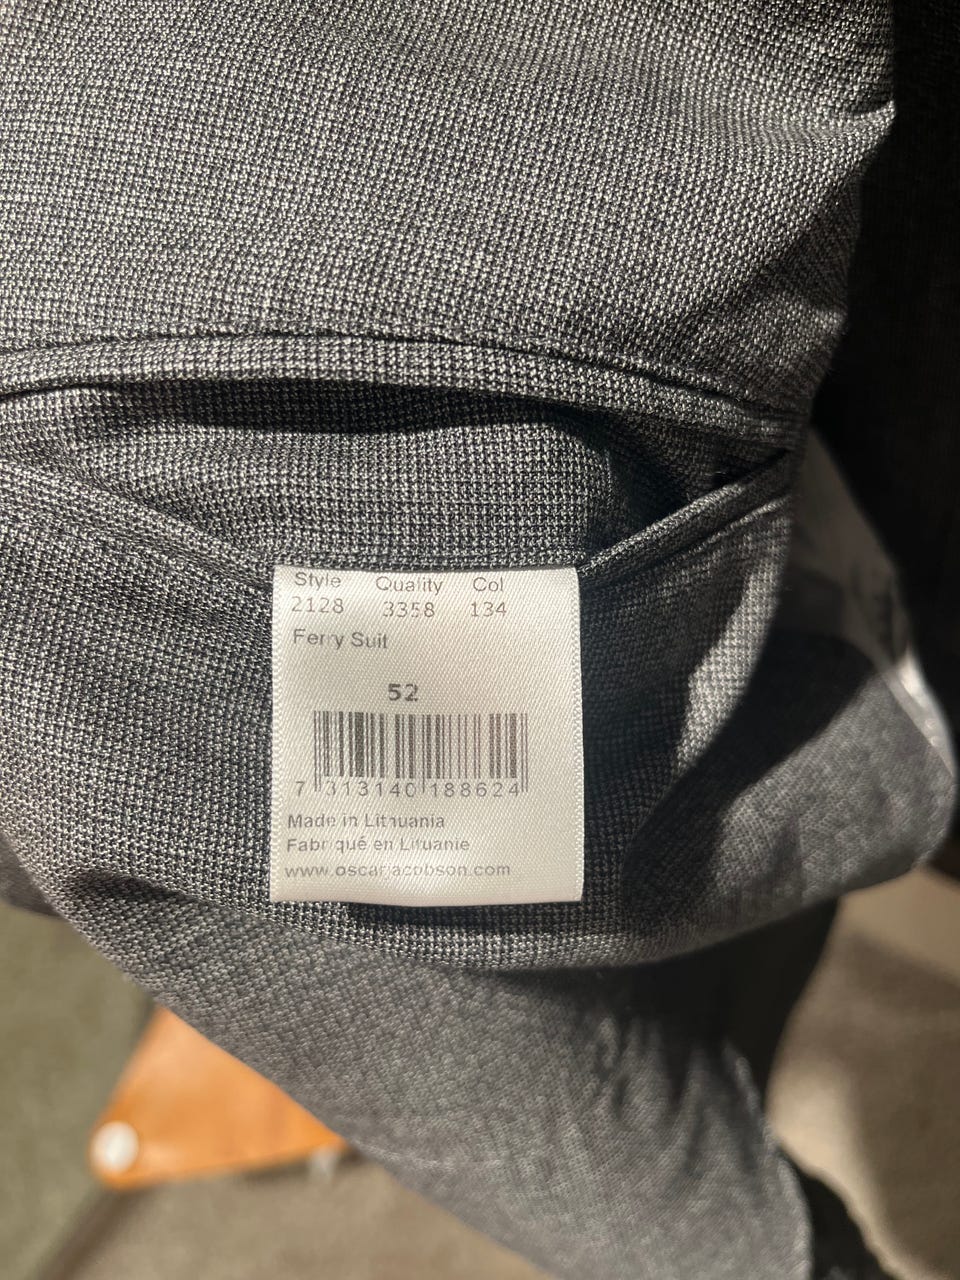 Style Quality Col
2128 3358 134
Ferry Suit
52
7 313140 188624
Made in Lithuania
Fabriqué en Lituanie
www.oscarjacobson.com